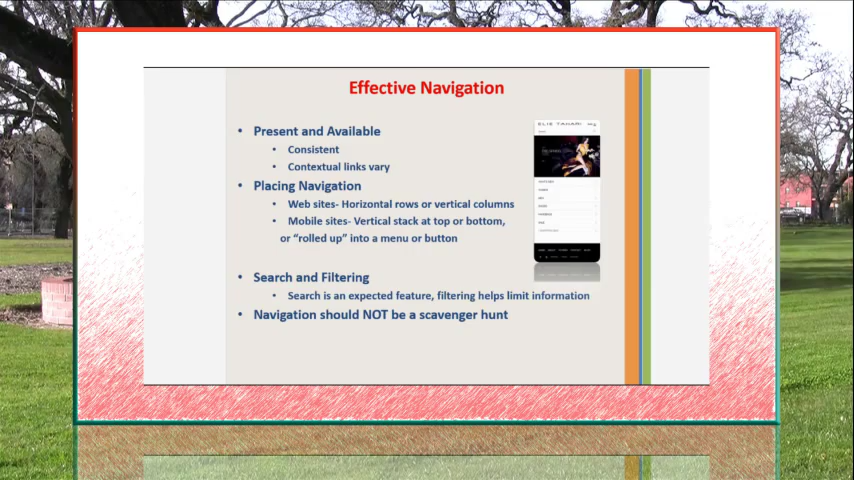 Effective Navigation
• Present and Available
• Consistent
• Contextual links vary
• Placing Navigation
• Web sites- Horizontal rows or vertical columns
• Mobile sites- Vertical stack at top or bottom,
or “rolled up” into a menu or button
• Search and Filtering
• Search is an expected feature, filtering helps limit information
• Navigation should NOT be a scavenger hunt
ELIE TAHARI